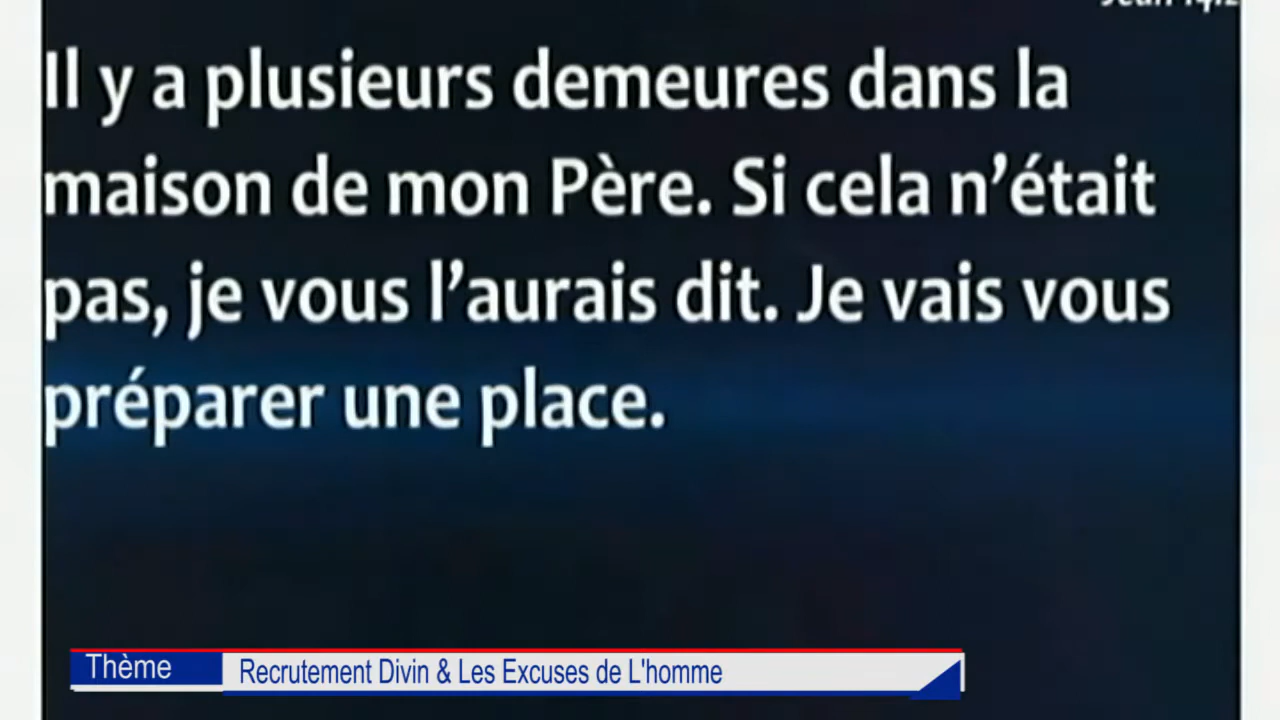 Il y a plusieurs demeures dans la
maison de mon Père. Si cela n’était
pas, je vous l’aurais dit. Je vais vous
préparer une place.
Thème
Recrutement Divin & Les Excuses de L'homme